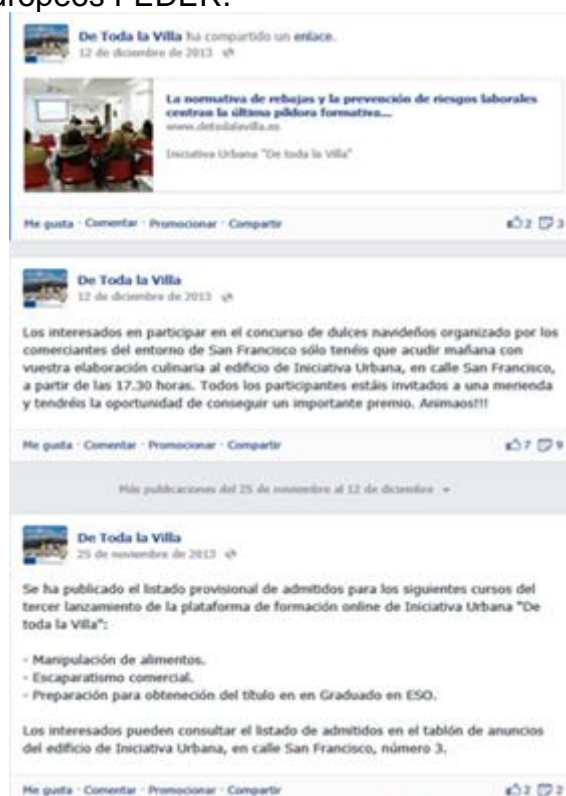 europeos FEDER.
De Toda la Villa ha compartido un enlace.
12 de diciembre de 2013
La normativa de rebajas y la prevención de riesgos laborales
centran la última píldora formativa...
www.detodalavilla.es
Iniciativa Urbana "De toda la Villa"
Me gusta · Comentar · Promocionar · Compartir 2 3
De Toda la Villa
12 de diciembre de 2013
Los interesados en participar en el concurso de dulces navideños organizado por los
comerciantes del entorno de San Francisco sólo tenéis que acudir mañana con
vuestra elaboración culinaria al edificio de Iniciativa Urbana, en calle San Francisco,
a partir de las 17.30 horas. Todos los participantes estáis invitados a una merienda
y tendréis la oportunidad de conseguir un importante premio. Animaos!!!
Me gusta · Comentar · Promocionar · Compartir 7 9
Más publicaciones del 25 de noviembre al 12 de diciembre
De Toda la Villa
25 de noviembre de 2013
Se ha publicado el listado provisional de admitidos para los siguientes cursos del
tercer lanzamiento de la plataforma de formación online de Iniciativa Urbana "De
toda la Villa":
- Manipulación de alimentos.
- Escaparatismo comercial.
- Preparación para obteneción del título en en Graduado en ESO.
Los interesados pueden consultar el listado de admitidos en el tablón de anuncios
del edificio de Iniciativa Urbana, en calle San Francisco, número 3.
Me gusta · Comentar · Promocionar · Compartir 2 2